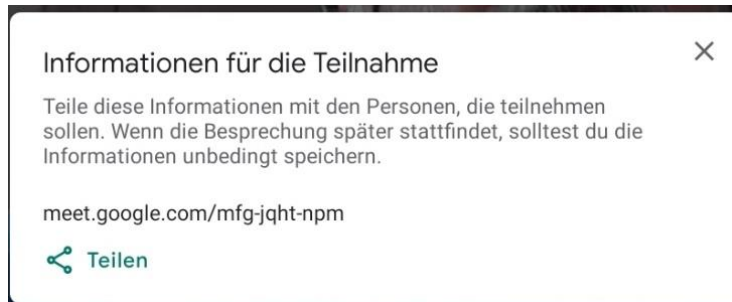 Informationen für die Teilnahme
Teile diese Informationen mit den Personen, die teilnehmen
sollen. Wenn die Besprechung später stattfindet, solltest du die
Informationen unbedingt speichern.
meet.google.com/mfg-jqht-npm
Teilen